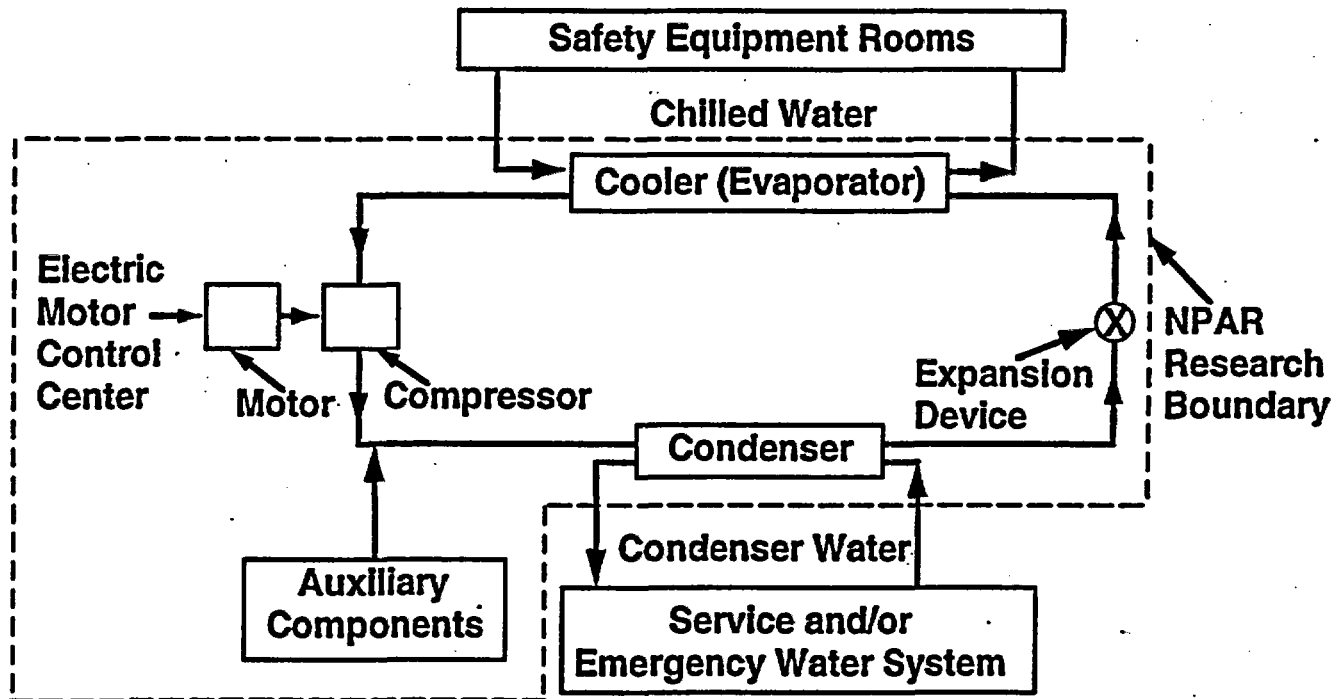 Safety Equipment Rooms
Chilled Water
Cooler (Evaporator)
Electric
Motor
Control
Center
Motor
Compressor
Expansion
Device
X
NPAR
Research
Boundary
Condenser
Condenser Water
Auxiliary
Components
Service and/or
Emergency Water System